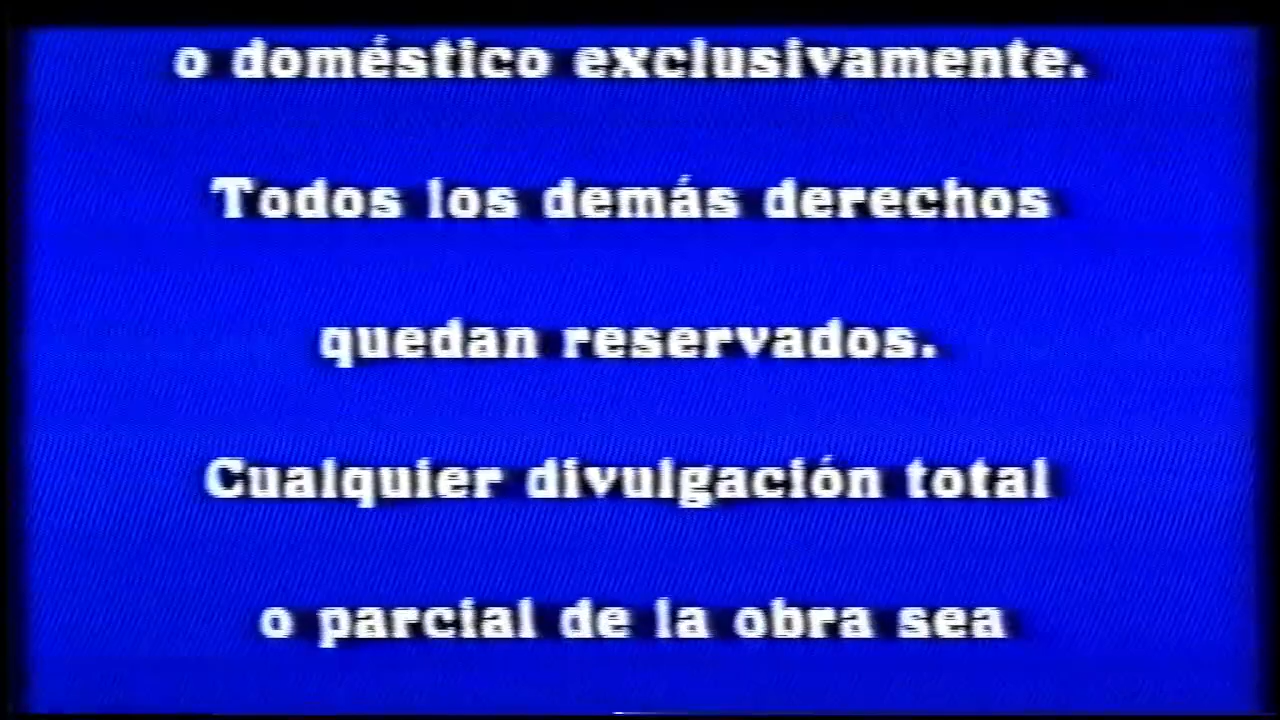 o doméstico exclusivamente.
Todos los demás derechos
quedan reservados.
Cualquier divulgación total
o parcial de la obra sea